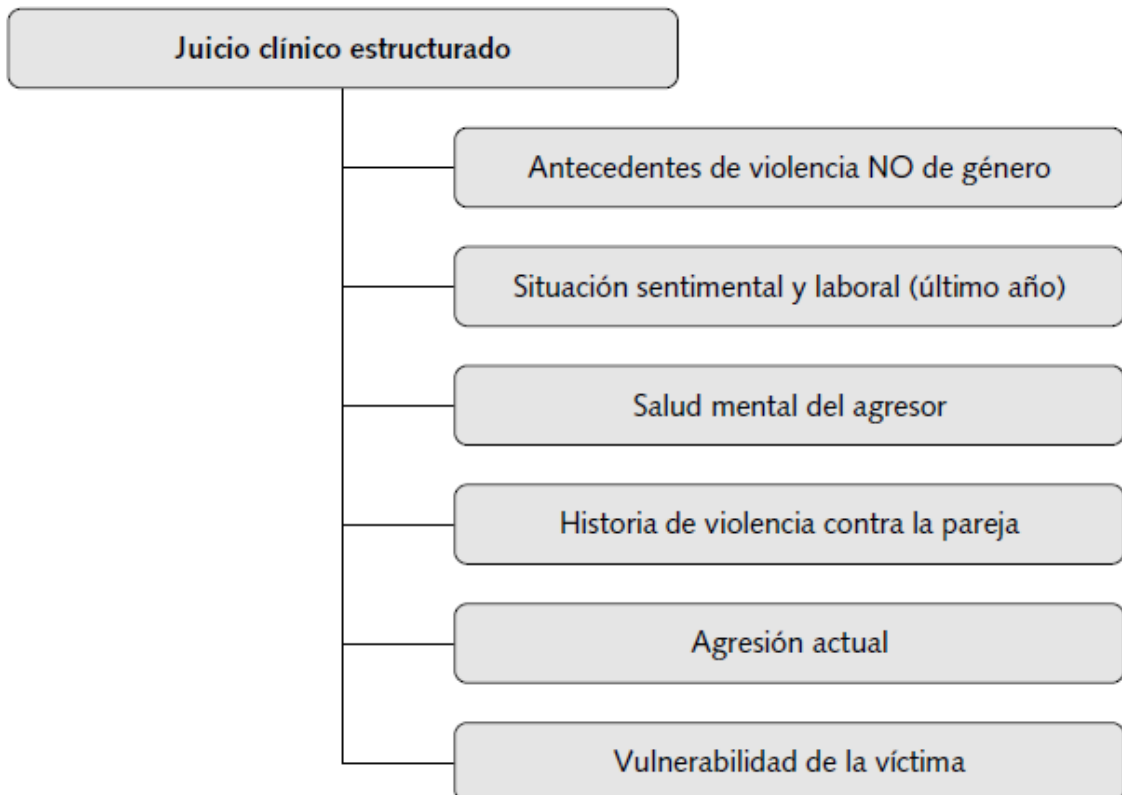 Juicio clínico estructurado
Antecedentes de violencia NO de género
Situación sentimental y laboral (último año)
Salud mental del agresor
Historia de violencia contra la pareja
Agresión actual
Vulnerabilidad de la víctima